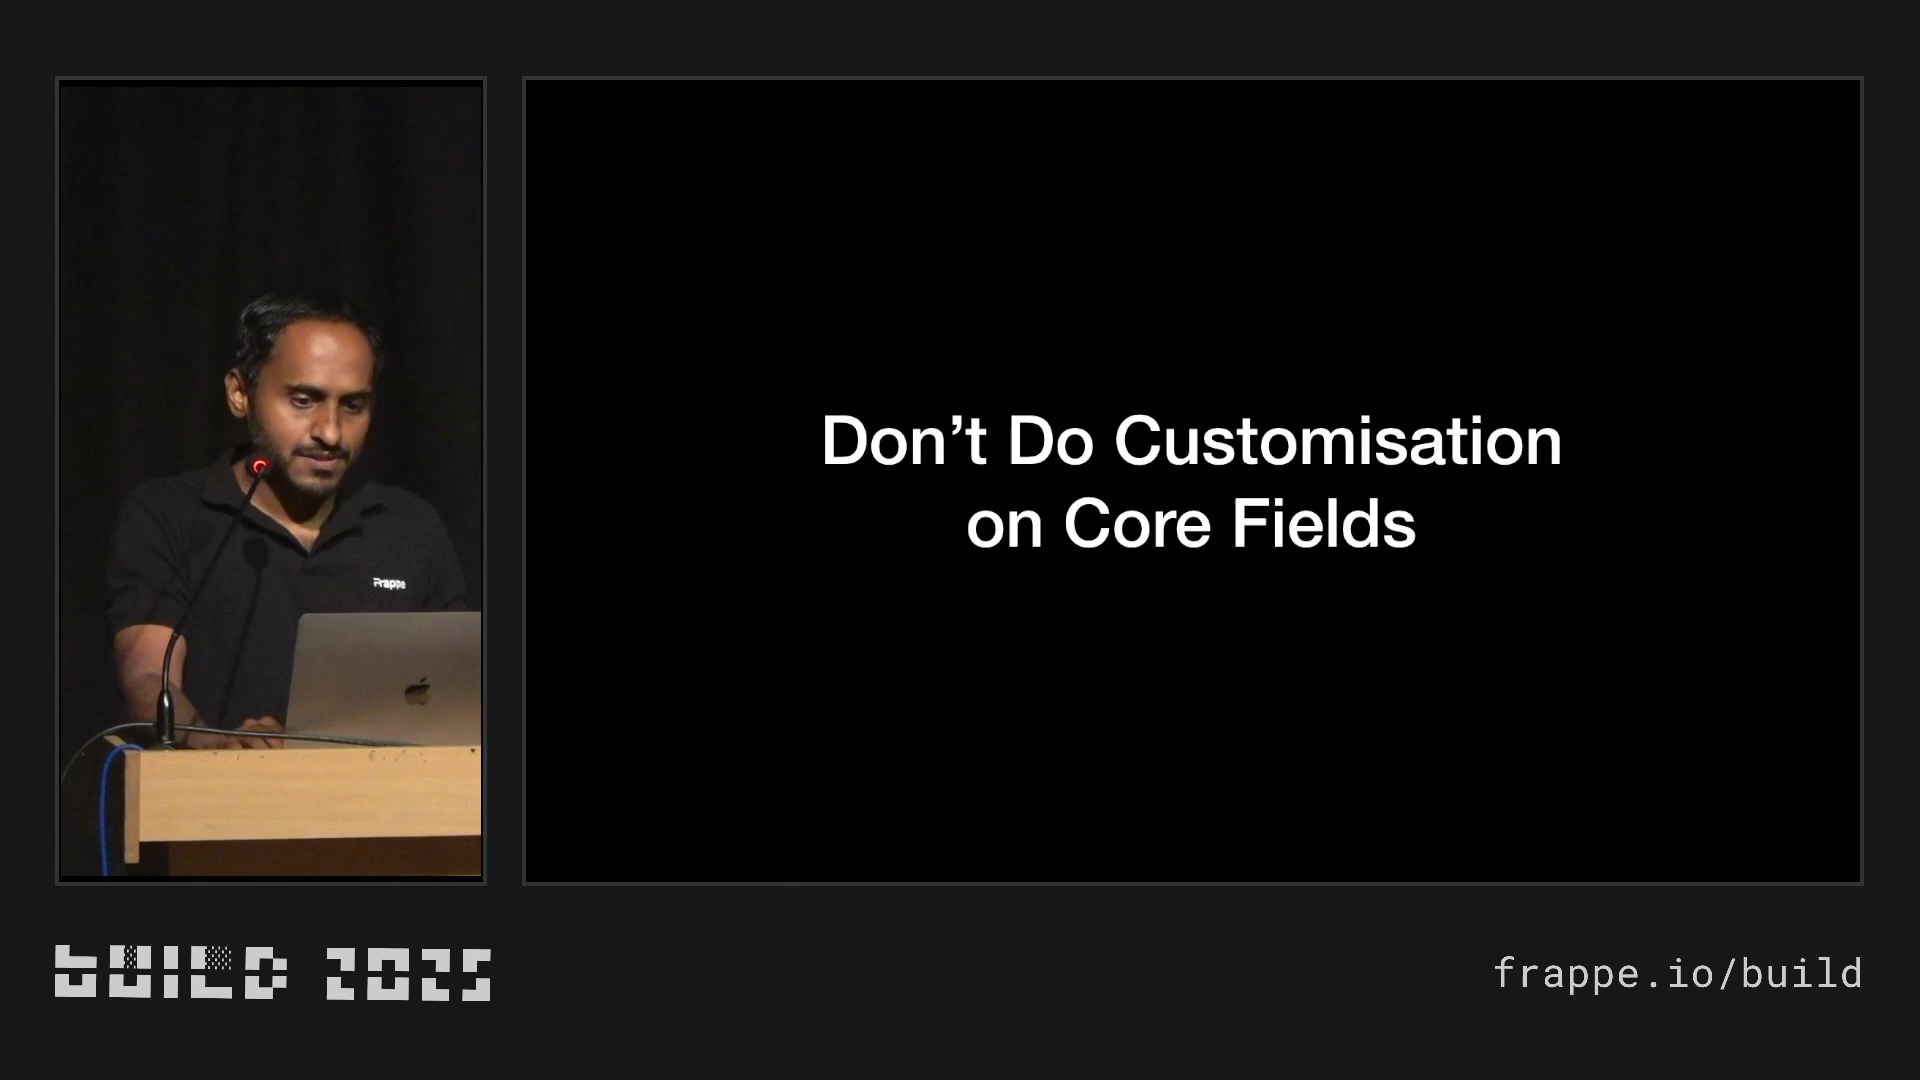 Don’t Do Customisation
on Core Fields
Frappe
BUILD 2025
frappe.io/build